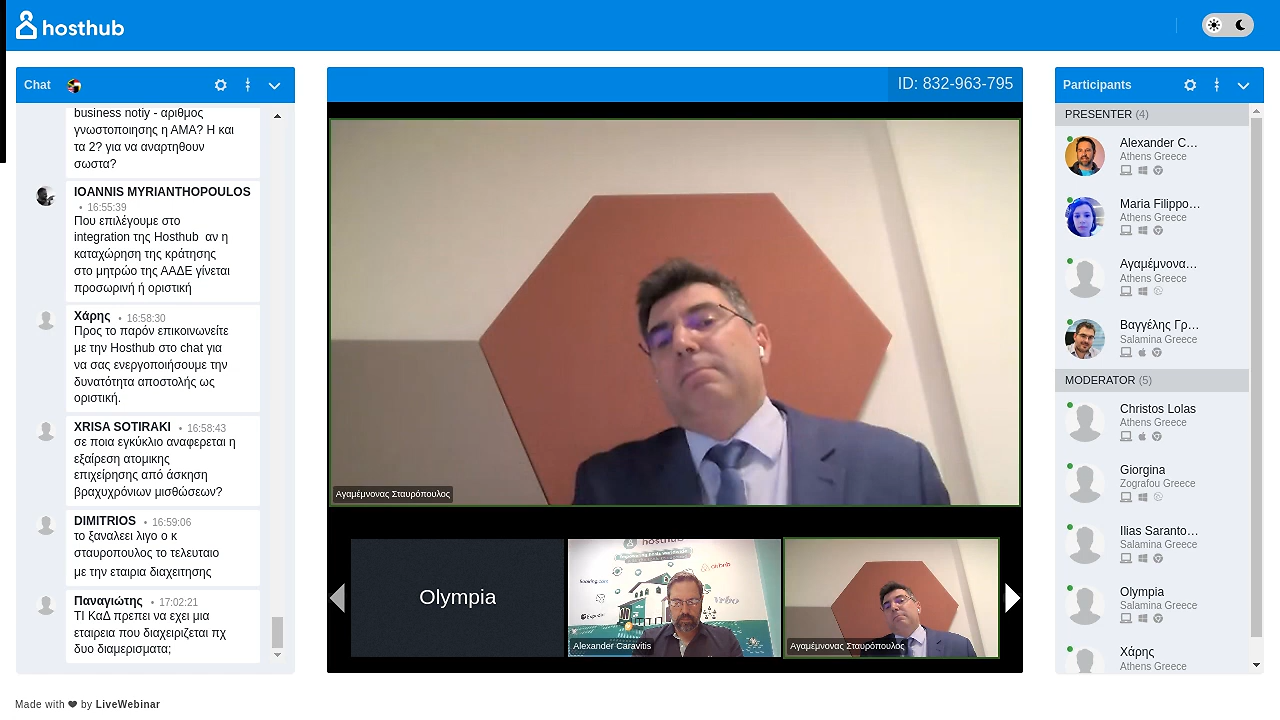 hosthub
Chat
business notiy - αριθμος
γνωστοποιησης η ΑΜΑ? Η και
τα 2? για να αναρτηθουν
σωστα?
IOANNIS MYRIANTHOPOULOS
• 16:55:39
Που επιλέγουμε στο
integration της Hosthub αν η
καταχώρηση της κράτησης
στο μητρώο της ΑΑΔΕ γίνεται
προσωρινή ή οριστική
Χάρης • 16:58:30
Προς το παρόν επικοινωνείτε
με την Hosthub στο chat για
να σας ενεργοποιήσουμε την
δυνατότητα αποστολής ως
οριστική.
XRISA SOTIRAKI • 16:58:43
σε ποια εγκύκλιο αναφερεται η
εξαίρεση ατομικης
επιχείρησης από άσκηση
βραχυχρόνιων μισθώσεων?
DIMITRIOS • 16:59:06
το ξαναλεει λιγο ο κ
σταυροπουλος το τελευταιο
με την εταιρια διαχειτησης
Παναγιώτης • 17:02:21
ΤΙ ΚαΔ πρεπει να εχει μια
εταιρεια που διαχειριζεται πχ
δυο διαμερισματα;
ID: 832-963-795
Αγαμέμνονας Σταυρόπουλος
Olympia
hosthub
Booking.com
airbnb
Expedia
Vrbo
Alexander Caravitis
Αγαμέμνονας Σταυρόπουλος
Participants
PRESENTER (4)
Alexander C…
Athens Greece
Maria Filippo…
Athens Greece
Αγαμέμνονα…
Athens Greece
Βαγγέλης Γρ…
Salamina Greece
MODERATOR (5)
Christos Lolas
Athens Greece
Giorgina
Zografou Greece
Ilias Saranto…
Salamina Greece
Olympia
Salamina Greece
Χάρης
Athens Greece
Made with ❤ by LiveWebinar